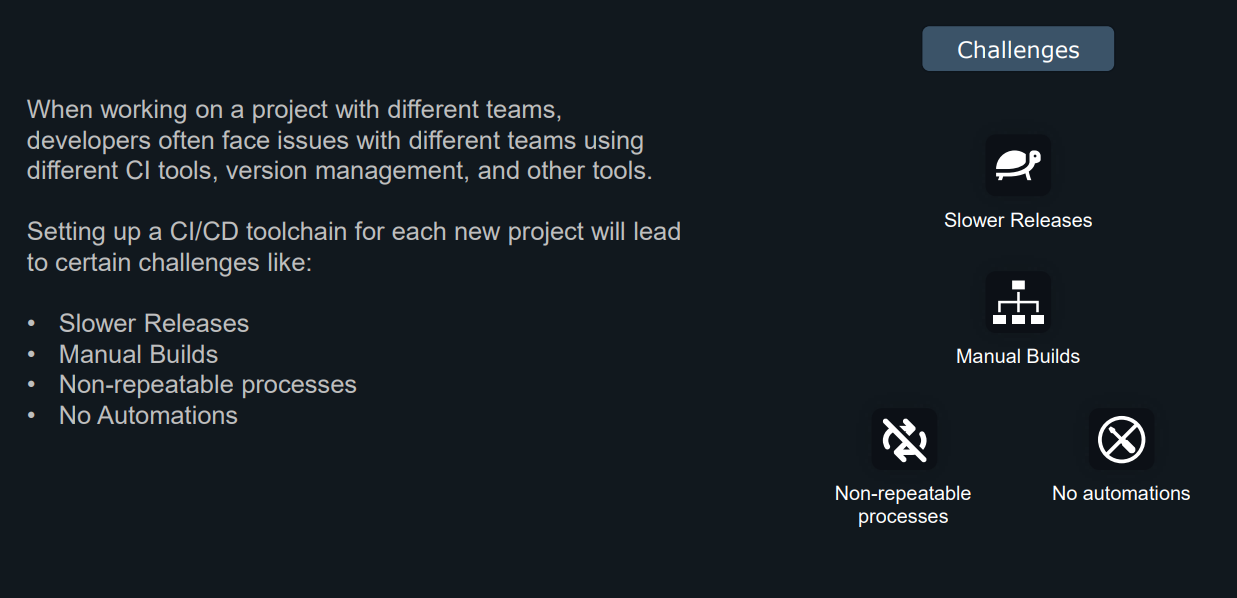 When working on a project with different teams,
developers often face issues with different teams using
different CI tools, version management, and other tools.
Setting up a CI/CD toolchain for each new project will lead
to certain challenges like:
• Slower Releases
• Manual Builds
• Non-repeatable processes
• No Automations
Challenges
Slower Releases
Manual Builds
Non-repeatable
processes
No automations